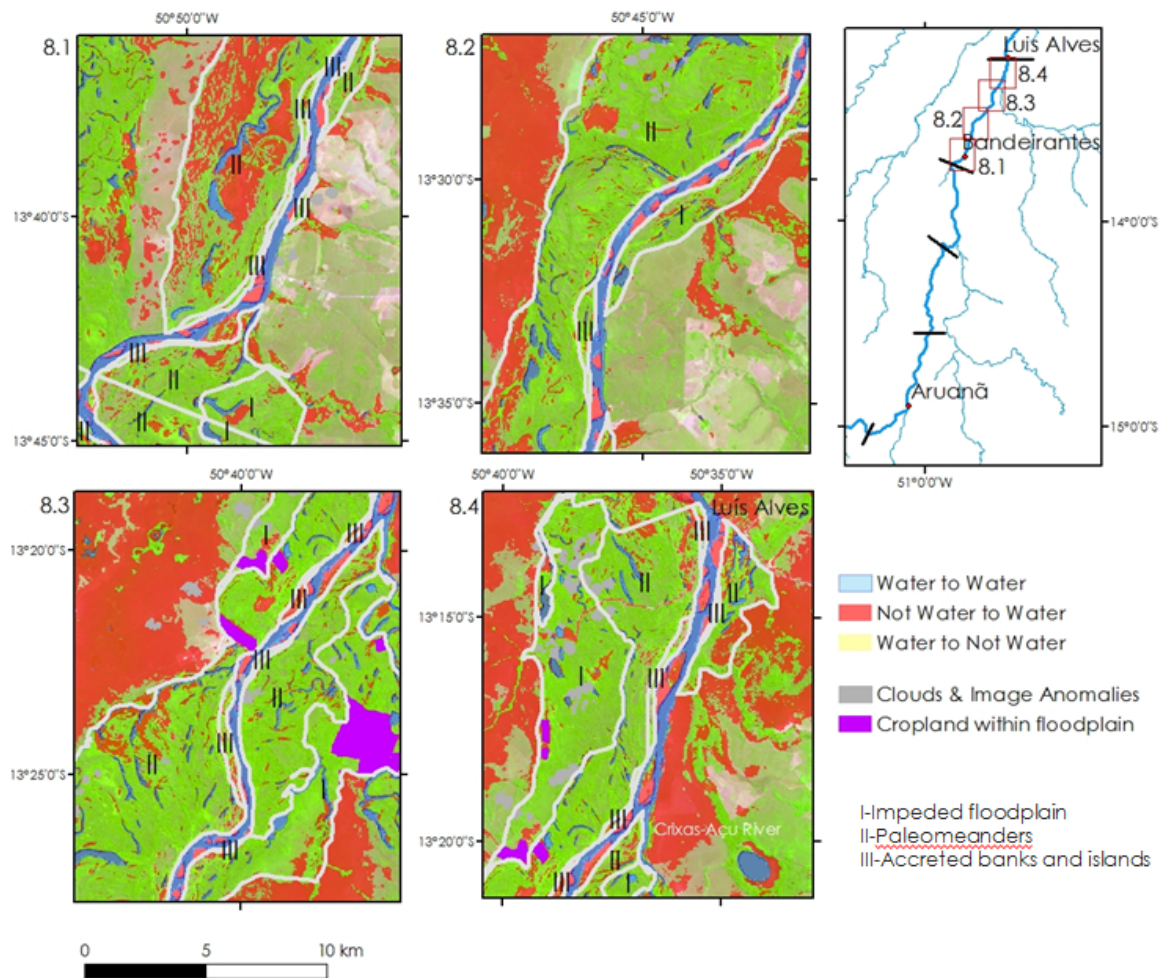 50°50'0"W
50°45'0"W
8.1
8.2
13°40'0"S
13°45'0"S
13°30'0"S
13°35'0"S
III
II
III
II
III
III
III
II
II
I
III
I
II
I
III
Luis Alves
8.4
8.3
8.2
Bandeirantes
8.1
14°0'0"S
Aruanã
15°0'0"S
51°0'0"W
50°40'0"W
50°40'0"W
50°35'0"W
8.3
8.4
13°20'0"S
13°25'0"S
I
III
III
III
II
III
II
I
III
Luis Alves
13°15'0"S
13°20'0"S
III
I
II
II
III
I
III
III
Crixas-Açu River
II
III
I
Water to Water
Not Water to Water
Water to Not Water
Clouds & Image Anomalies
Cropland within floodplain
I-Impeded floodplain
II-Paleomeanders
III-Accreted banks and islands
0 5 10 km